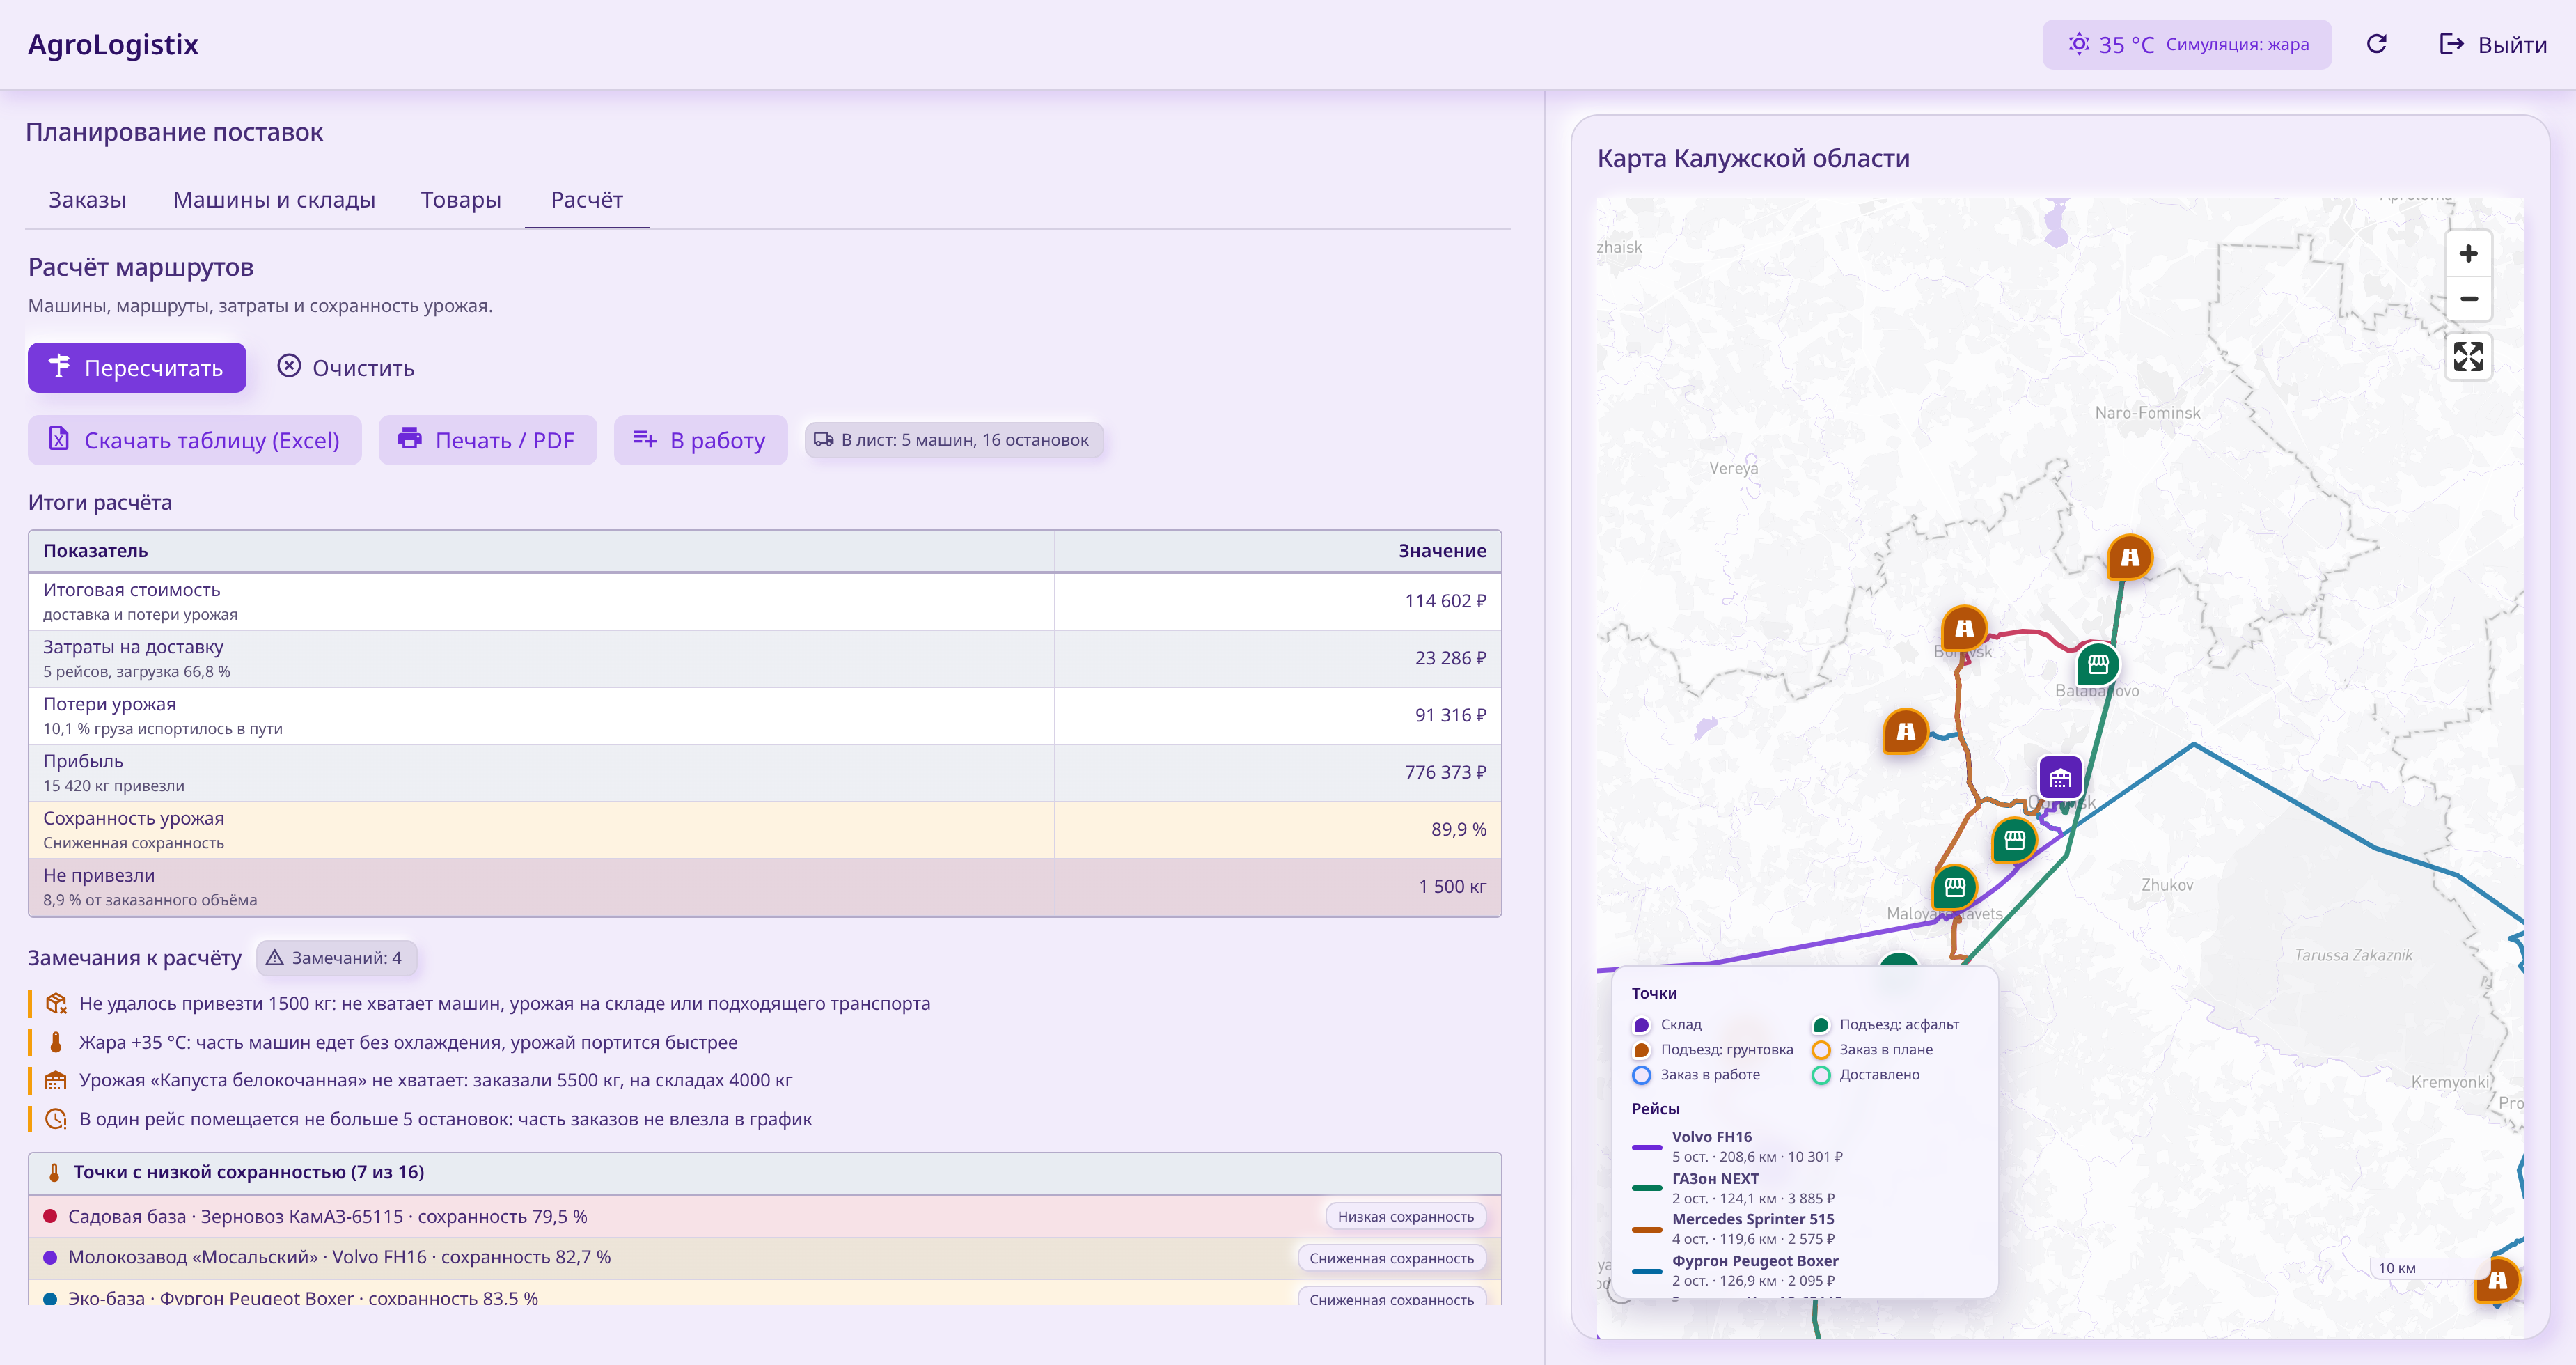 AgroLogistix
35 °C Симуляция: жара
Выйти
Планирование поставок
Заказы
Машины и склады
Товары
Расчёт
Расчёт маршрутов
Машины, маршруты, затраты и сохранность урожая.
Пересчитать
Очистить
Скачать таблицу (Excel)
Печать / PDF
В работу
В лист: 5 машин, 16 остановок
Итоги расчёта
Показатель
Значение
Итоговая стоимость
доставка и потери урожая
114 602 ₽
Затраты на доставку
5 рейсов, загрузка 66,8 %
23 286 ₽
Потери урожая
10,1 % груза испортилось в пути
91 316 ₽
Прибыль
15 420 кг привезли
776 373 ₽
Сохранность урожая
Сниженная сохранность
89,9 %
Не привезли
8,9 % от заказанного объёма
1 500 кг
Замечания к расчёту
Замечаний: 4
Не удалось привезти 1500 кг: не хватает машин, урожая на складе или подходящего транспорта
Жара +35 °C: часть машин едет без охлаждения, урожай портится быстрее
Урожая «Капуста белокочанная» не хватает: заказали 5500 кг, на складах 4000 кг
В один рейс помещается не больше 5 остановок: часть заказов не влезла в график
Точки с низкой сохранностью (7 из 16)
Садовая база · Зерновоз КамАЗ-65115 · сохранность 79,5 %
Низкая сохранность
Молокозавод «Мосальский» · Volvo FH16 · сохранность 82,7 %
Сниженная сохранность
Эко-база · Фургон Peugeot Boxer · сохранность 83,5 %
Сниженная сохранность
Карта Калужской области
zhaisk
Naro-Fominsk
Vereya
Zhukov
Tarussa Zakaznik
Kremyonki
Pro
10 км
Точки
Склад
Подъезд: асфальт
Подъезд: грунтовка
Заказ в плане
Заказ в работе
Доставлено
Рейсы
Volvo FH16
5 ост. · 208,6 км · 10 301 ₽
ГАЗон NEXT
2 ост. · 124,1 км · 3 885 ₽
Mercedes Sprinter 515
4 ост. · 119,6 км · 2 575 ₽
Фургон Peugeot Boxer
2 ост. · 126,9 км · 2 095 ₽